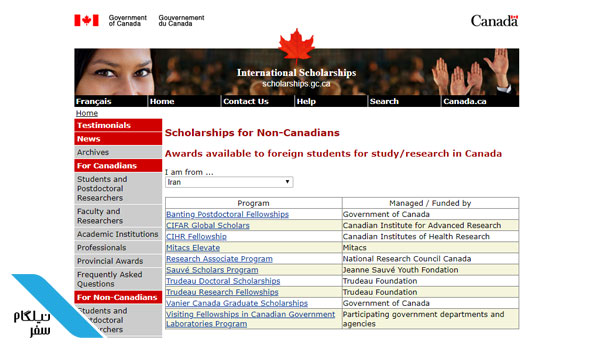 Government of Canada
Gouvernement du Canada
Canada
International Scholarships
scholarships.gc.ca
Français Home Contact Us Help Search Canada.ca
Home
Testimonials
News
Archives
For Canadians
Students and
Postdoctoral
Researchers
Faculty and
Researchers
Academic Institutions
Professionals
Provincial Awards
Frequently Asked
Questions
For Non-Canadians
Students and
Postdoctoral
Scholarships for Non-Canadians
Awards available to foreign students for study/research in Canada
I am from ...
Iran
Program Managed / Funded by
Banting Postdoctoral Fellowships Government of Canada
CIFAR Global Scholars Canadian Institute for Advanced Research
CIHR Fellowship Canadian Institutes of Health Research
Mitacs Elevate Mitacs
Research Associate Program National Research Council Canada
Sauvé Scholars Program Jeanne Sauvé Youth Fondation
Trudeau Doctoral Scholarships Trudeau Foundation
Trudeau Research Fellowships Trudeau Foundation
Vanier Canada Graduate Scholarships Government of Canada
Visiting Fellowships in Canadian Government Participating government departments and
Laboratories Program agencies
نیلگام
سفر